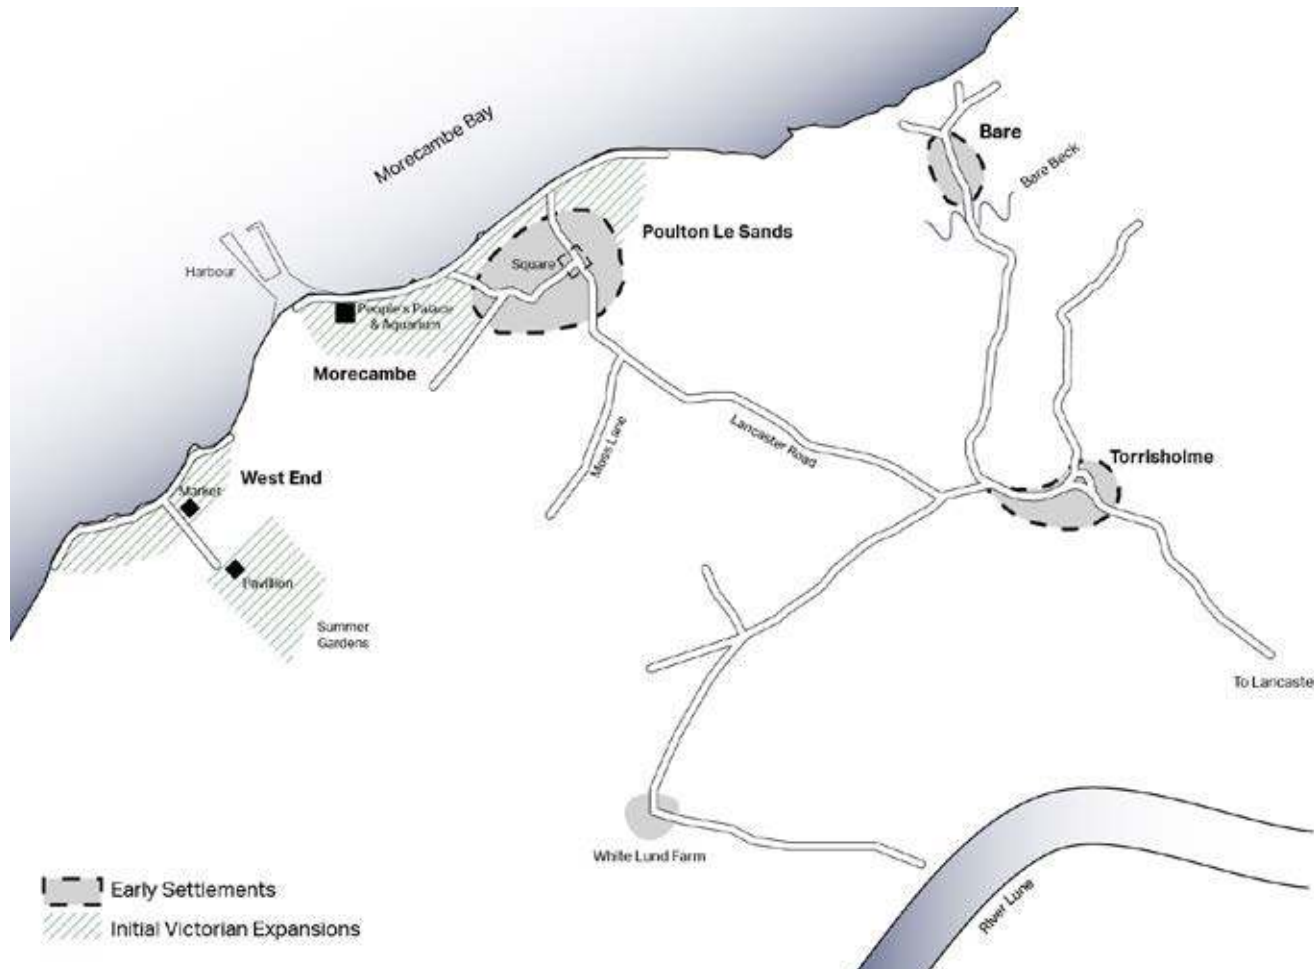 Morecambe Bay
Bare
Bare Beck
Poulton Le Sands
Square
Harbour
People's Palace
& Aquarium
Morecambe
Moss Lane
Lancaster Road
Torrisholme
West End
Market
Pavillion
Summer
Gardens
To Lancaste
White Lund Farm
River Lune
Early Settlements
Initial Victorian Expansions